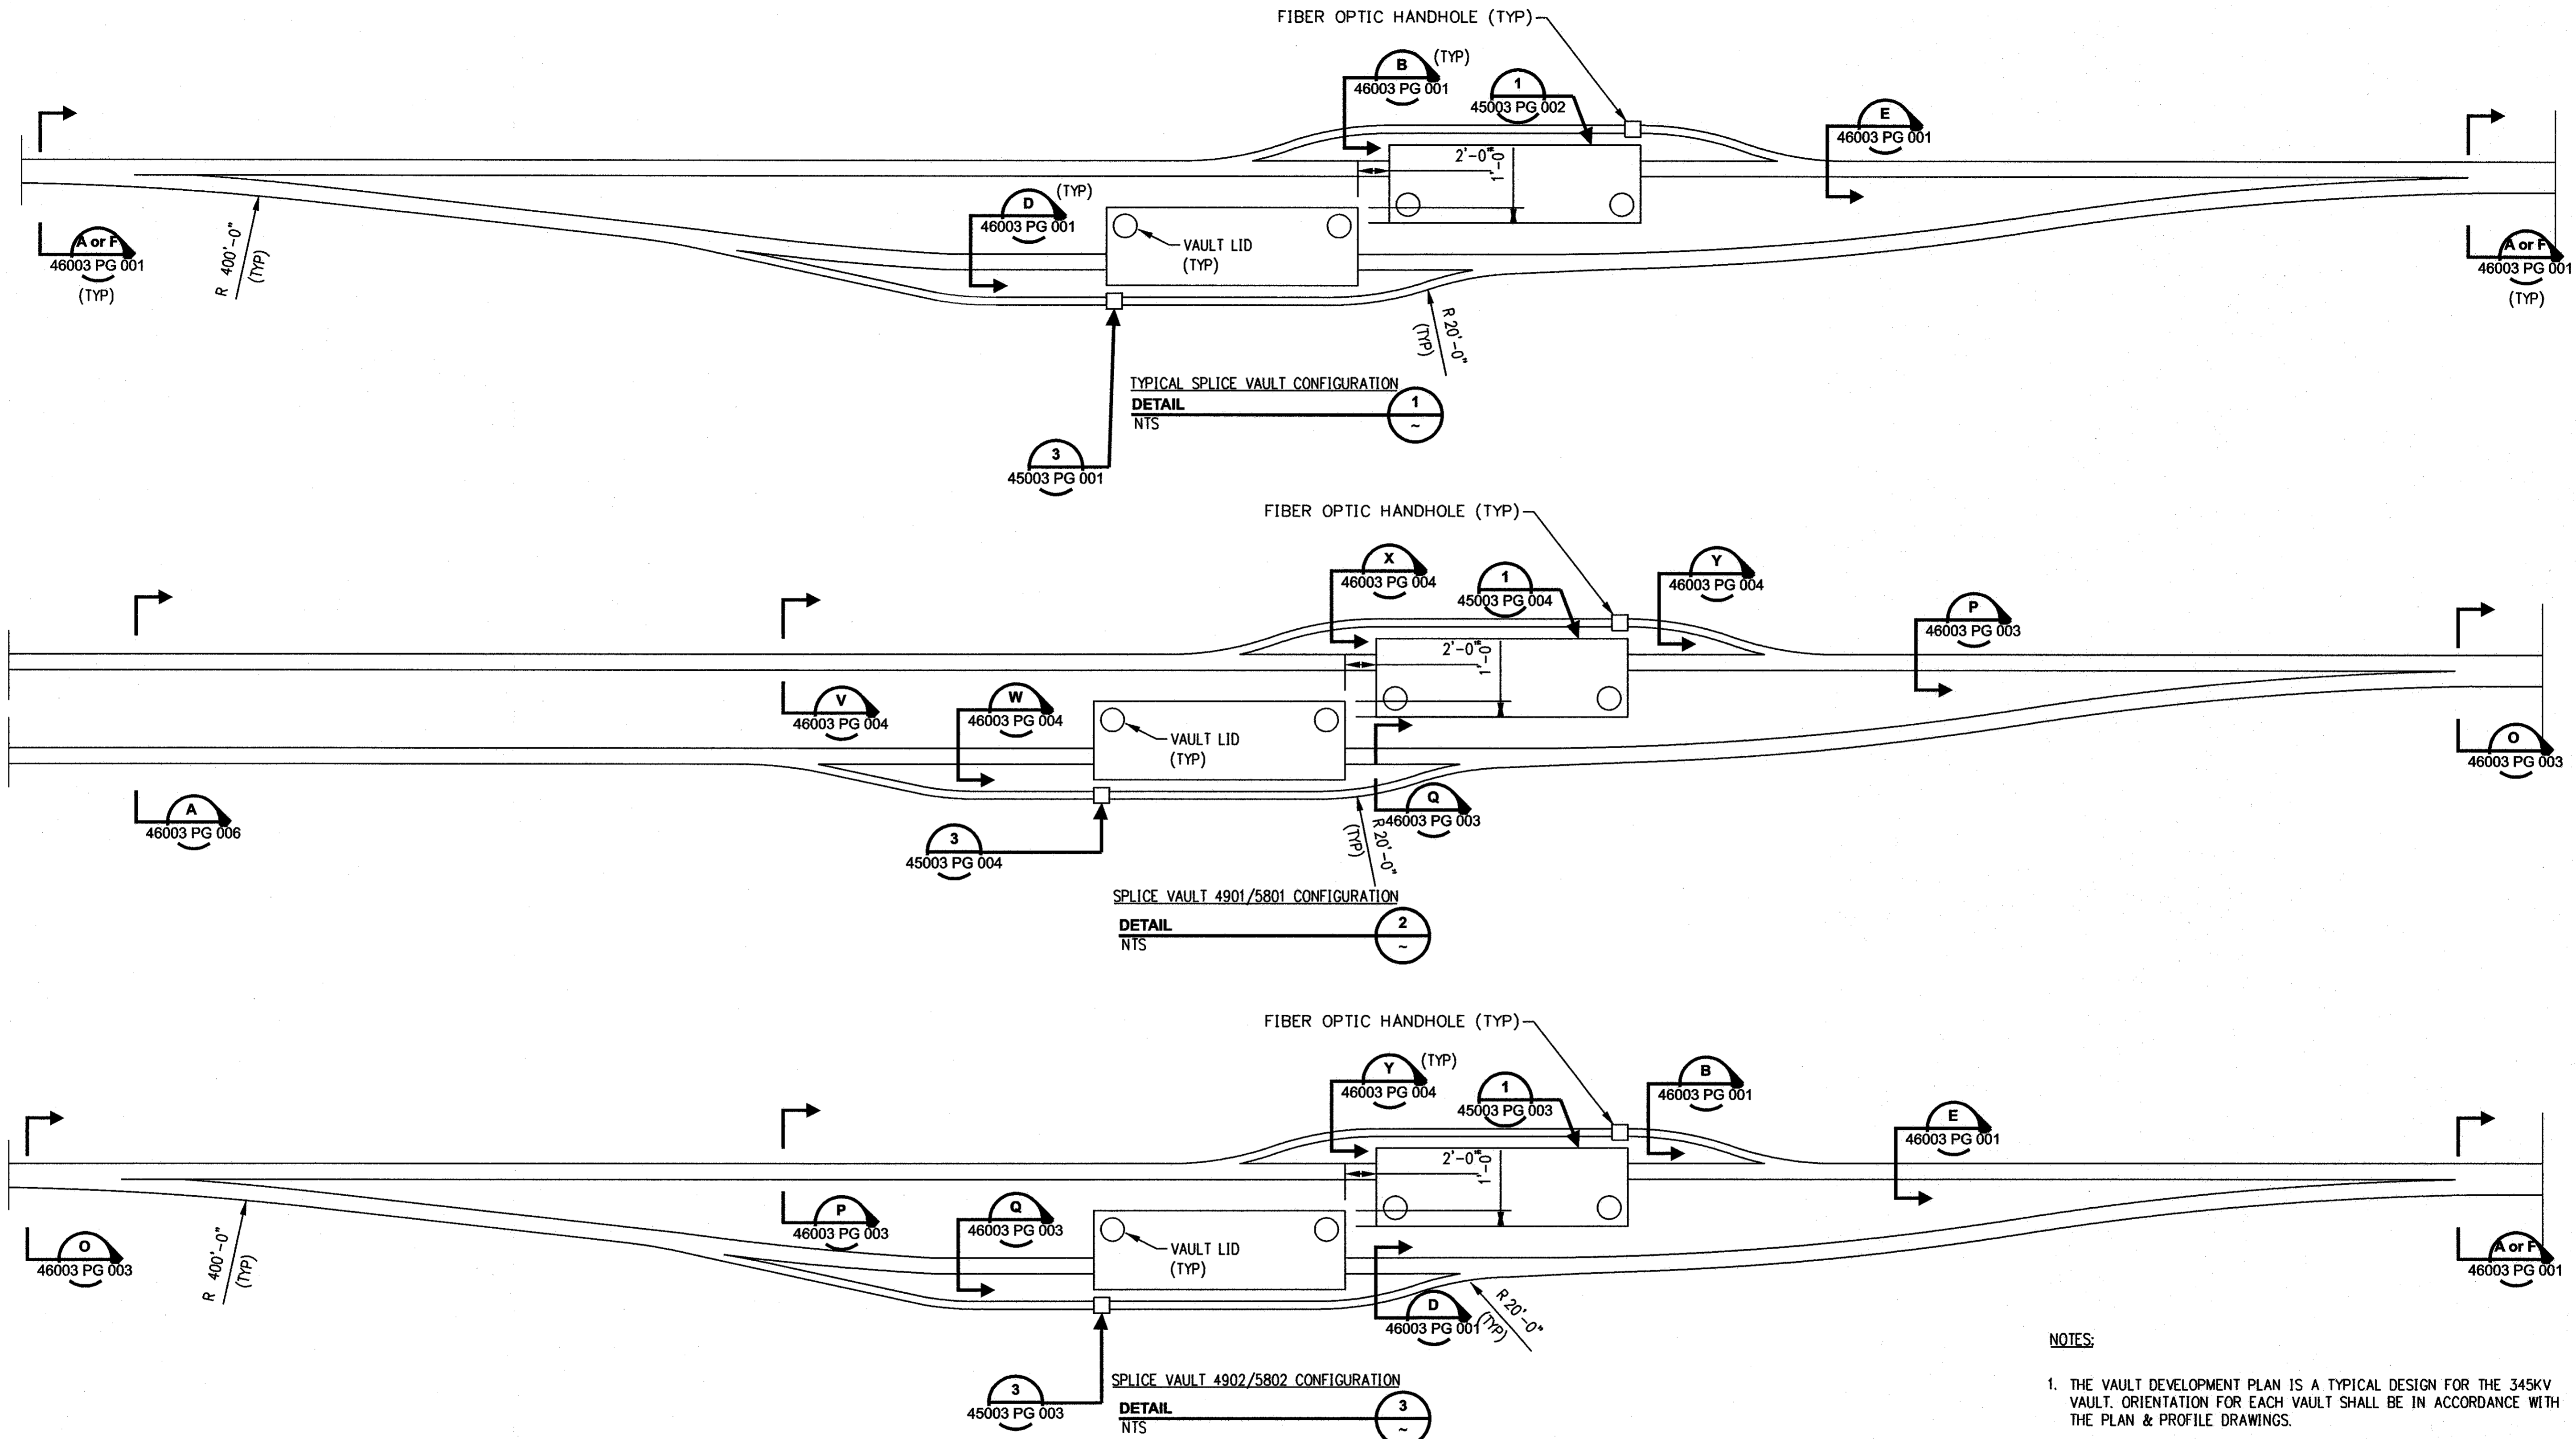 FIBER OPTIC HANDHOLE (TYP)
B
(TYP)
46003 PG 001
1
45003 PG 002
E
46003 PG 001
2'-0"
1'-0
D
(TYP)
46003 PG 001
A or F
46003 PG 001
(TYP)
R 400'-0"
(TYP)
VAULT LID
(TYP)
A or F
46003 PG 001
(TYP)
R 20'-0"
(TYP)
TYPICAL SPLICE VAULT CONFIGURATION
DETAIL
NTS
1
~
3
45003 PG 001
FIBER OPTIC HANDHOLE (TYP)
X
46003 PG 004
1
45003 PG 004
Y
46003 PG 004
P
46003 PG 003
2'-0"
1'-0
V
46003 PG 004
W
46003 PG 004
VAULT LID
(TYP)
O
46003 PG 003
A
46003 PG 006
Q
46003 PG 003
3
45003 PG 004
R 20'-0"
(TYP)
SPLICE VAULT 4901/5801 CONFIGURATION
DETAIL
NTS
2
~
FIBER OPTIC HANDHOLE (TYP)
Y
(TYP)
46003 PG 004
1
45003 PG 003
B
46003 PG 001
E
46003 PG 001
2'-0"
1'-0
P
46003 PG 003
Q
46003 PG 003
O
46003 PG 003
R 400'-0"
(TYP)
VAULT LID
(TYP)
A or F
46003 PG 001
D
46003 PG 001
R 20'-0"
(TYP)
3
45003 PG 003
SPLICE VAULT 4902/5802 CONFIGURATION
DETAIL
NTS
3
~
NOTES:
1. THE VAULT DEVELOPMENT PLAN IS A TYPICAL DESIGN FOR THE 345KV
VAULT. ORIENTATION FOR EACH VAULT SHALL BE IN ACCORDANCE WITH
THE PLAN & PROFILE DRAWINGS.